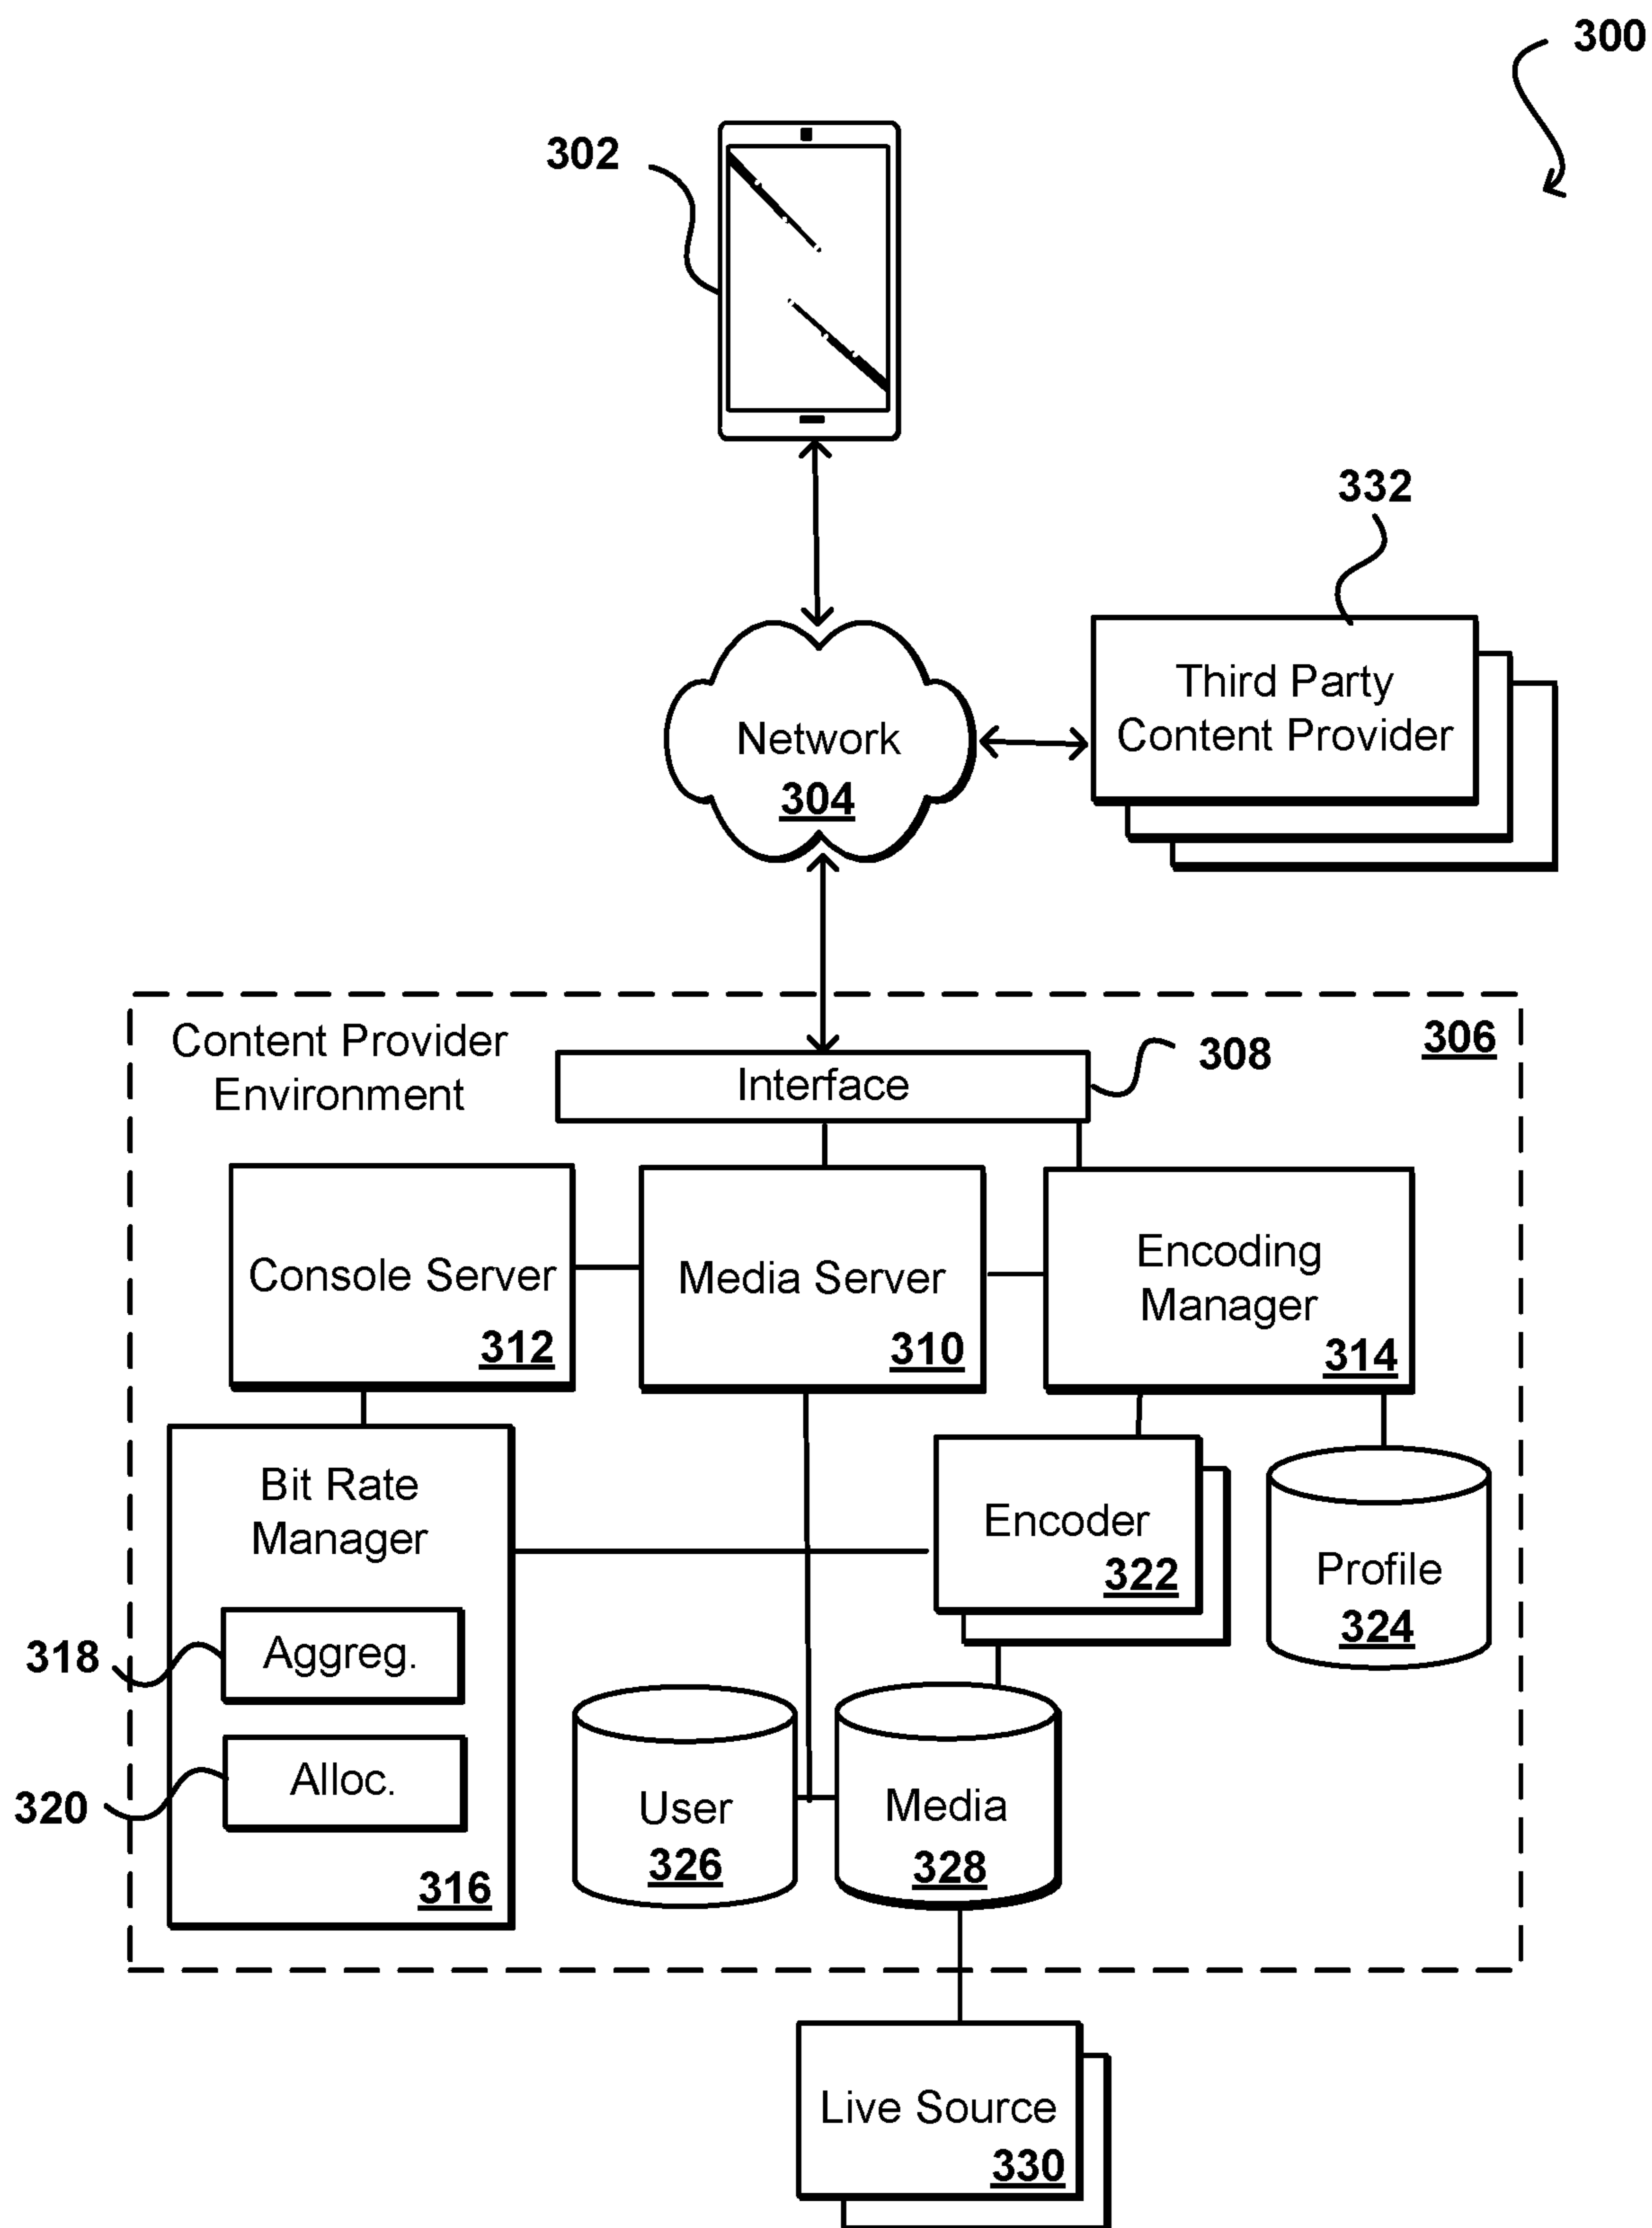 300
302
332
Third Party
Content Provider
Network
304
Content Provider
Environment
306
Interface
308
Console Server
312
Media Server
310
Encoding
Manager
314
Bit Rate
Manager
Encoder
322
Profile
324
318
Aggreg.
320
Alloc.
316
User
326
Media
328
Live Source
330